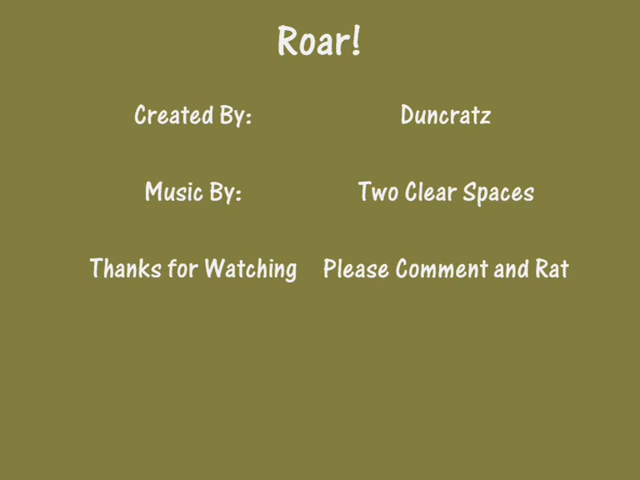 Roar!
Created By: Duncratz
Music By: Two Clear Spaces
Thanks for Watching Please Comment and Rat